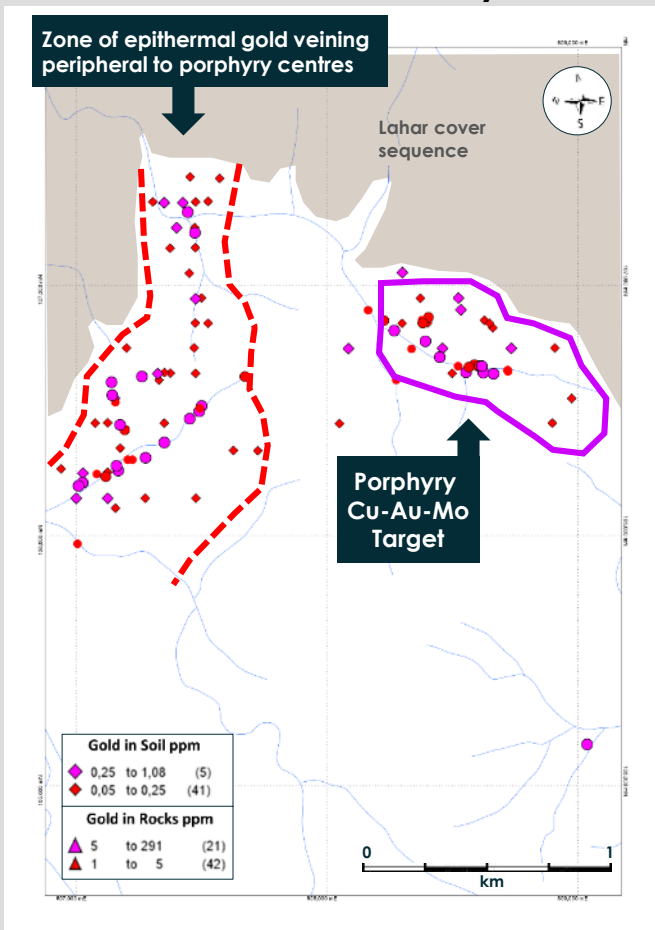 Zone of epithermal gold veining
peripheral to porphyry centres
Lahar cover
sequence
E
S
Porphyry
Cu-Au-Mo
Target
Gold in Soil ppm
0,25 to 1,08 (5)
0,05 to 0,25 (41)
Gold in Rocks ppm
5 to 291 (21)
1 to 5 (42)
0 1
km